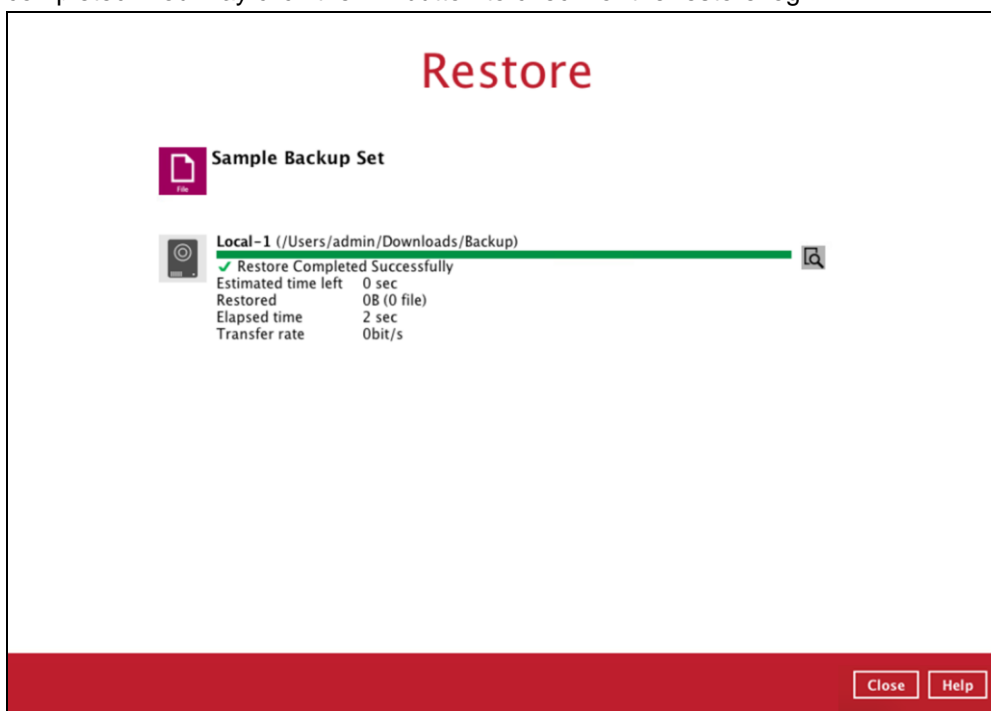 Restore
Sample Backup Set
File
Local-1 (/Users/admin/Downloads/Backup)
Restore Completed Successfully
Estimated time left 0 sec
Restored 0B (0 file)
Elapsed time 2 sec
Transfer rate 0bit/s
Close Help